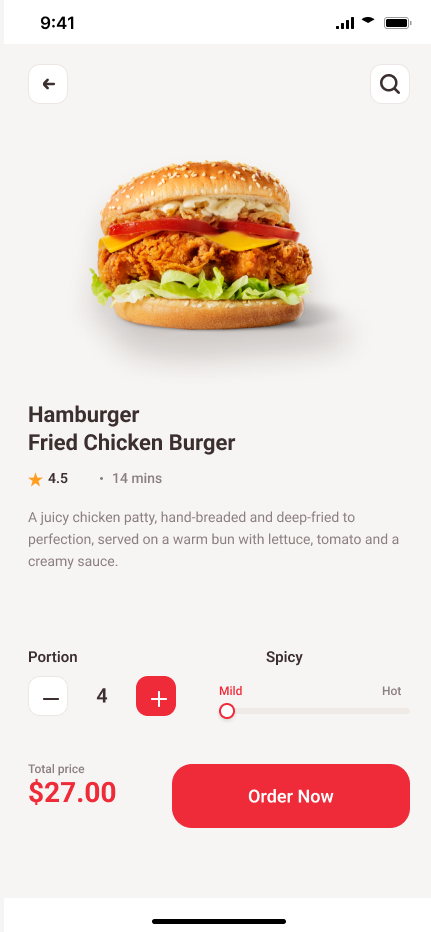 9:41
Hamburger
Fried Chicken Burger
4.5 • 14 mins
A juicy chicken patty, hand-breaded and deep-fried to
perfection, served on a warm bun with lettuce, tomato and a
creamy sauce.
Portion
Spicy
4
Mild
Hot
Total price
$27.00
Order Now